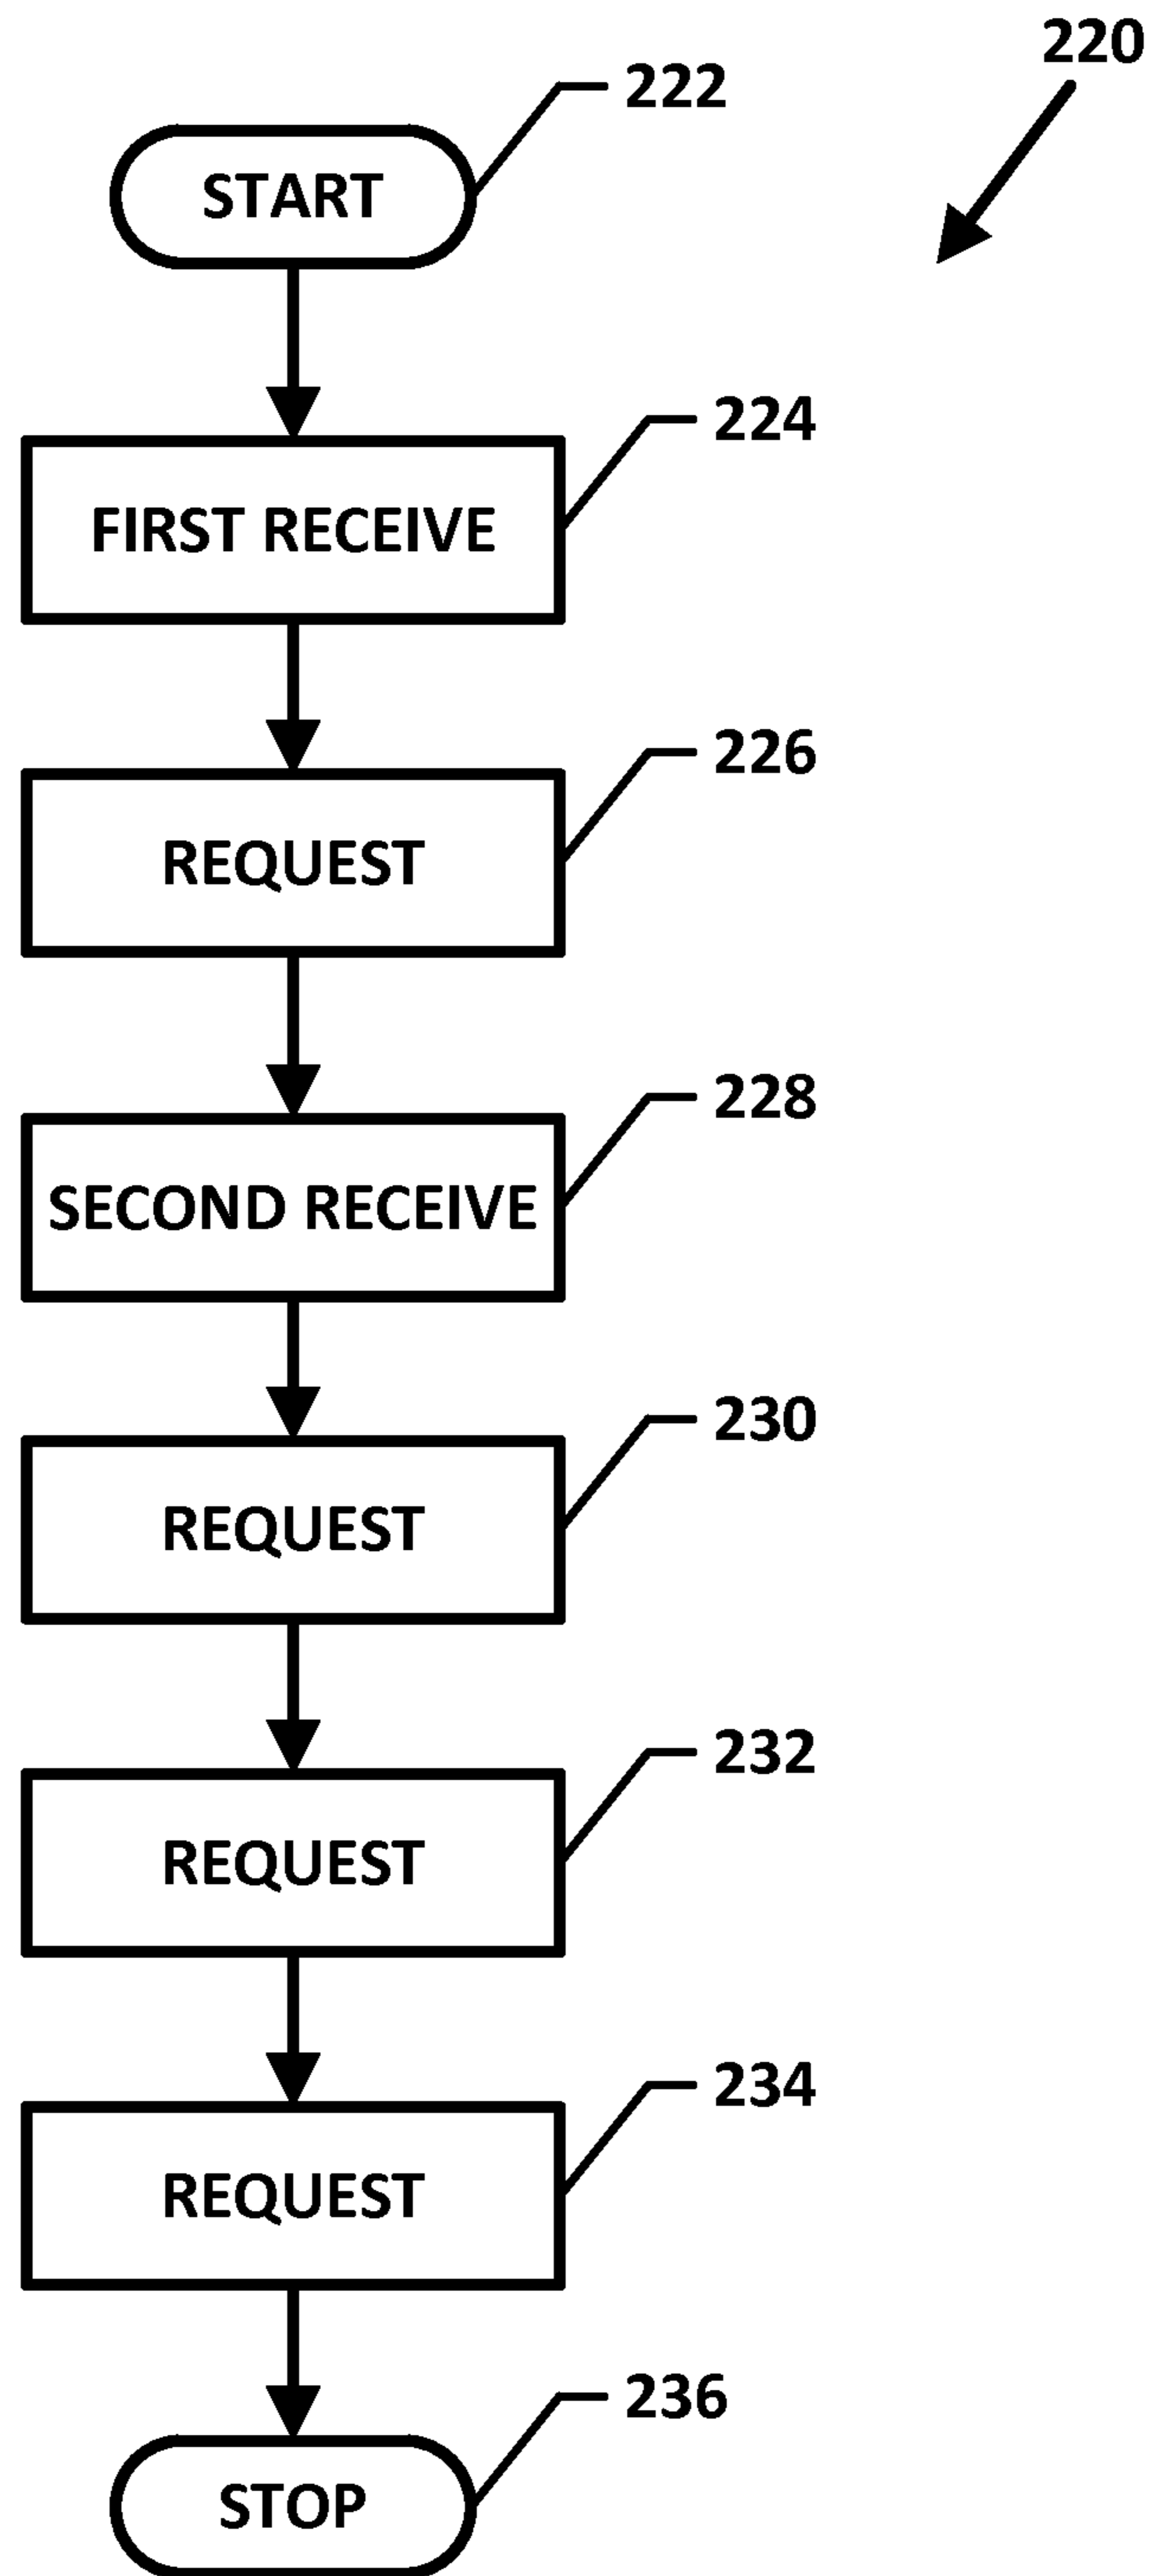 220
222
START
224
FIRST RECEIVE
226
REQUEST
228
SECOND RECEIVE
230
REQUEST
232
REQUEST
234
REQUEST
236
STOP